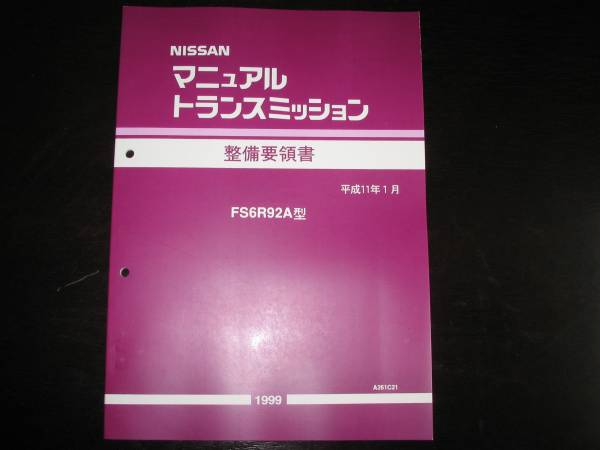 NISSAN
マニュアル
トランスミッション
整備要領書
平成11年1月
FS6R92A型
A261C21
1999